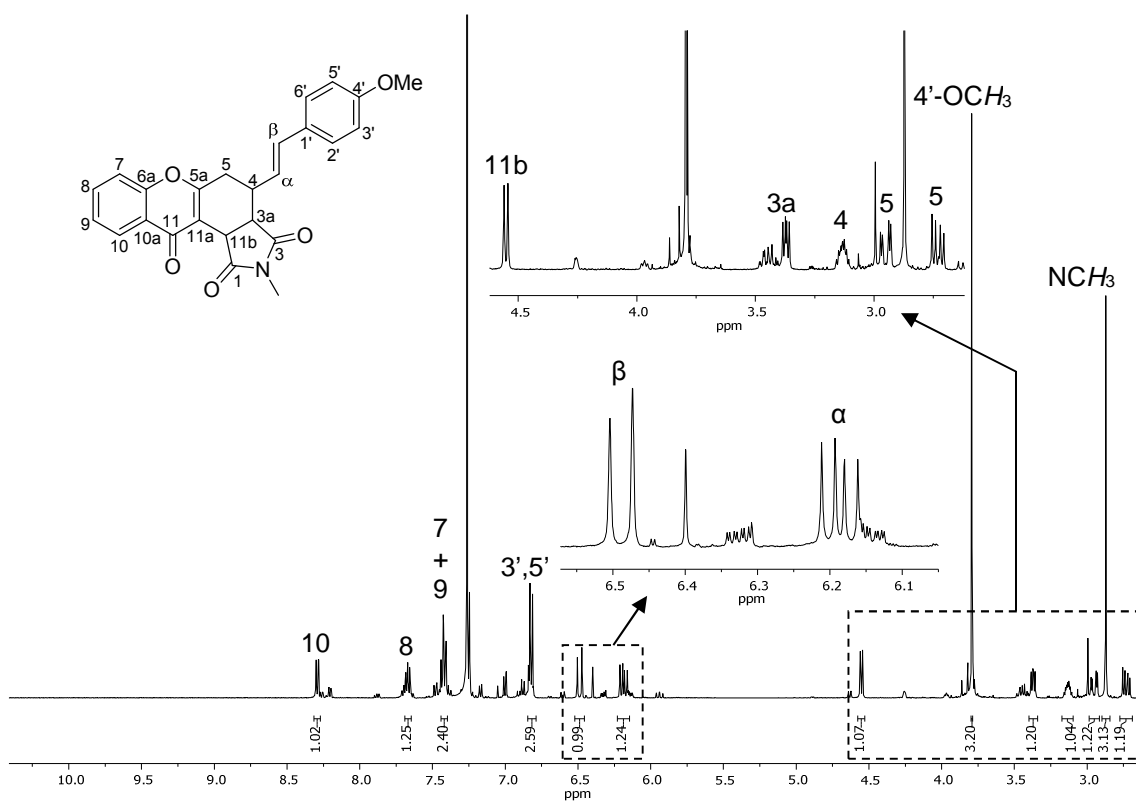 OMe
5'
4'
6'
3'
1'
2'
β
α
7
8
9
10
6a
O
5a
5
4
11
10a
11a
11b
3a
3
O
O
O
N
1
11b
3a
4
5
5
4.5
4.0
3.5
3.0
ppm
4'-OCH3
NCH3
β
α
6.5
6.4
6.3
6.2
6.1
ppm
10
8
7
+
9
3',5'
1.02
1.25
2.40
2.59
0.99
1.24
1.07
3.20
1.20
1.04
1.22
3.13
1.19
10.0
9.5
9.0
8.5
8.0
7.5
7.0
6.5
6.0
5.5
5.0
4.5
4.0
3.5
3.0
ppm